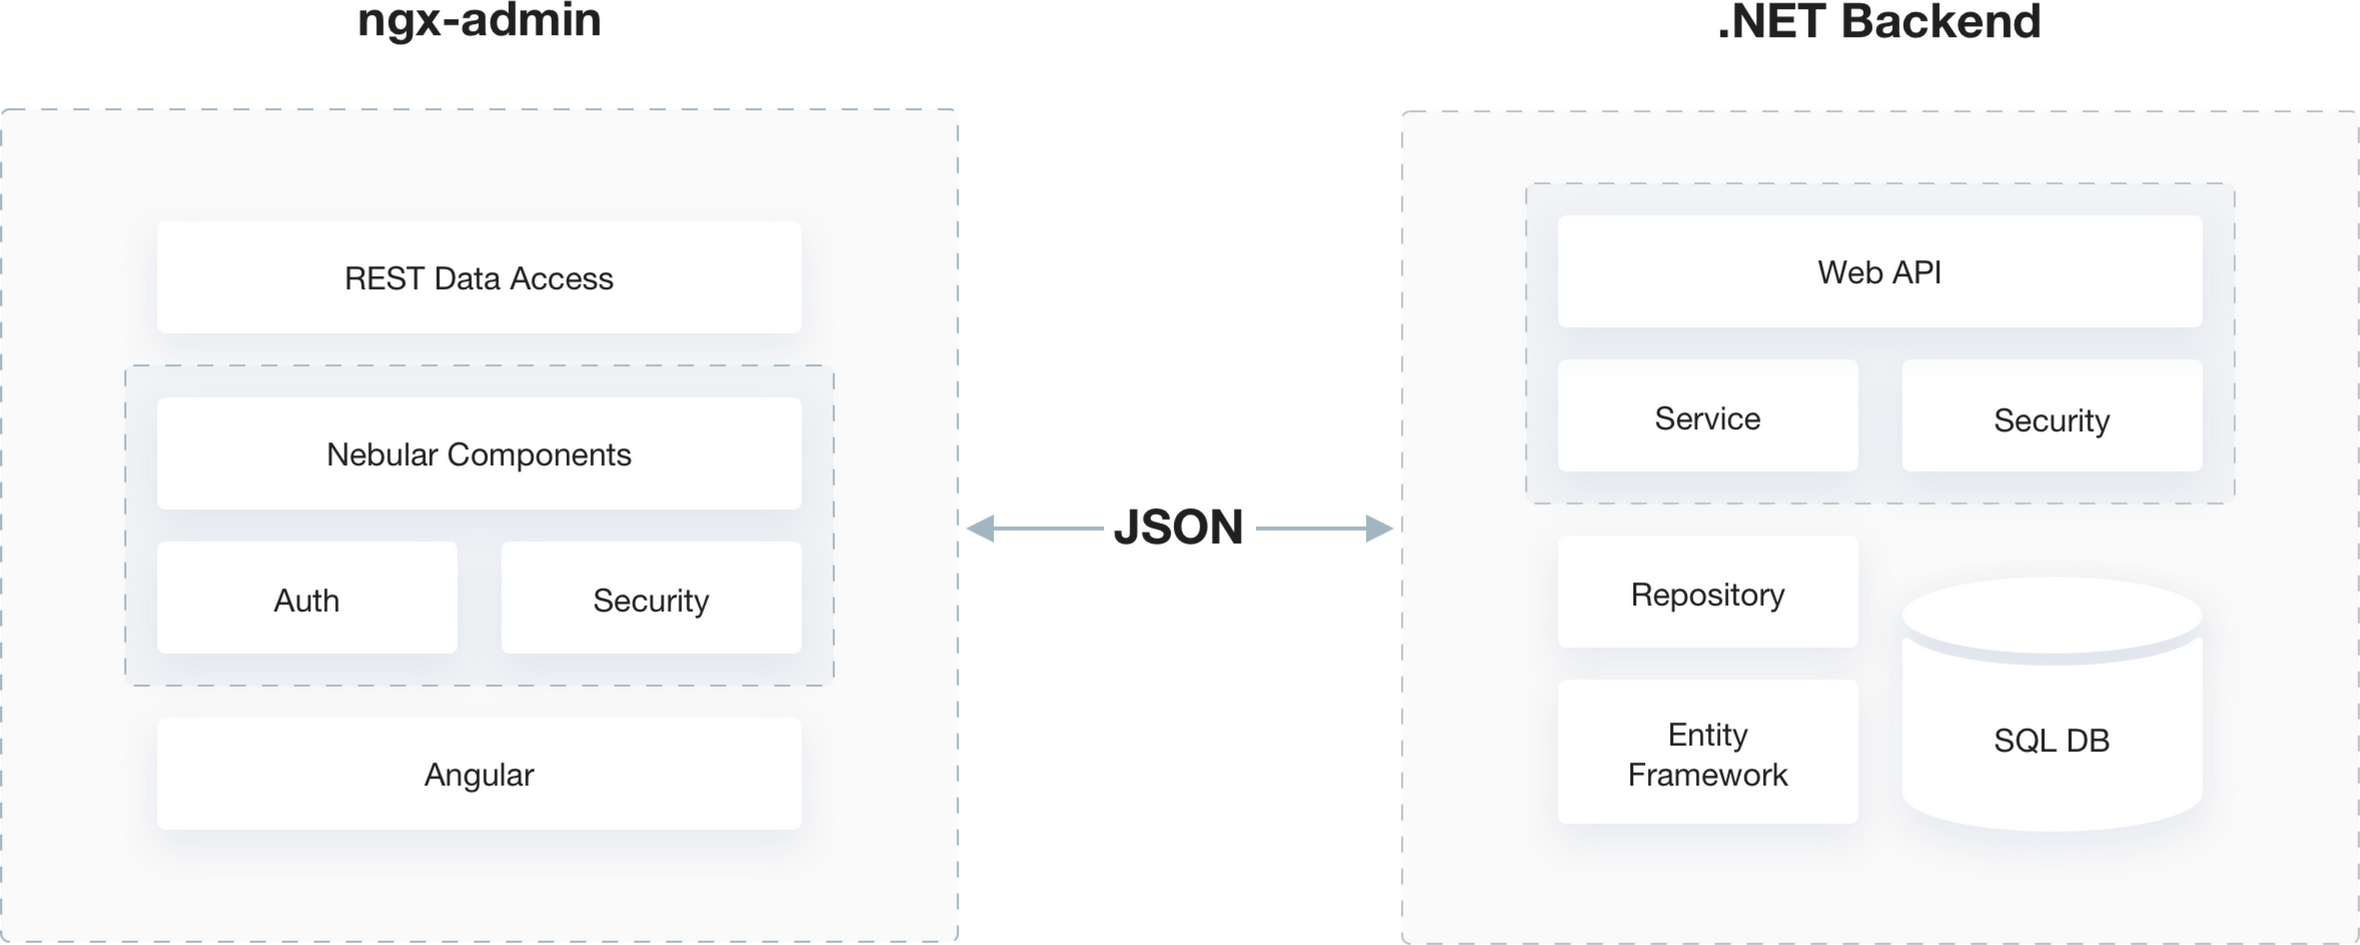 ngx-admin
REST Data Access
Nebular Components
Auth
Security
Angular
JSON
.NET Backend
Web API
Service
Security
Repository
Entity
Framework
SQL DB